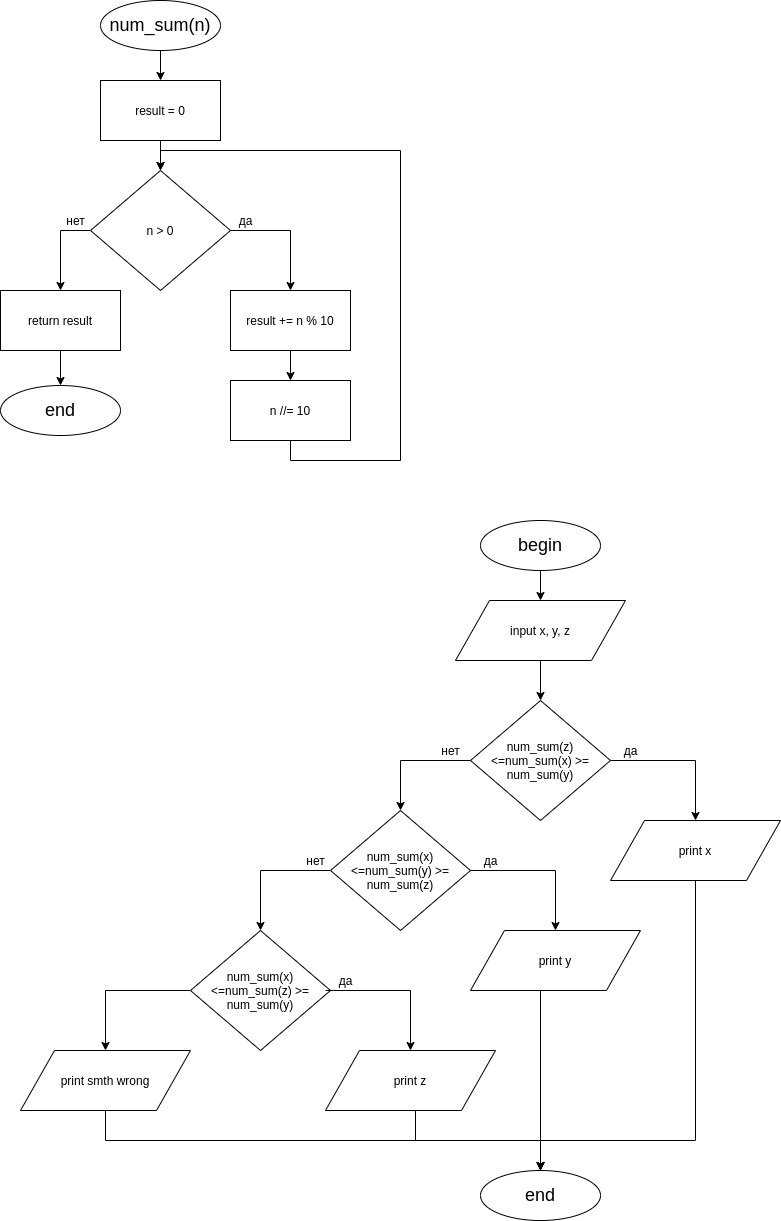 num_sum(n)
result = 0
n > 0
нет
да
return result
result += n % 10
end
n //= 10
begin
input x, y, z
num_sum(z)
<=num_sum(x) >=
num_sum(y)
нет
да
print x
num_sum(x)
<=num_sum(y) >=
num_sum(z)
нет
да
print y
num_sum(x)
<=num_sum(z) >=
num_sum(y)
да
print smth wrong
print z
end